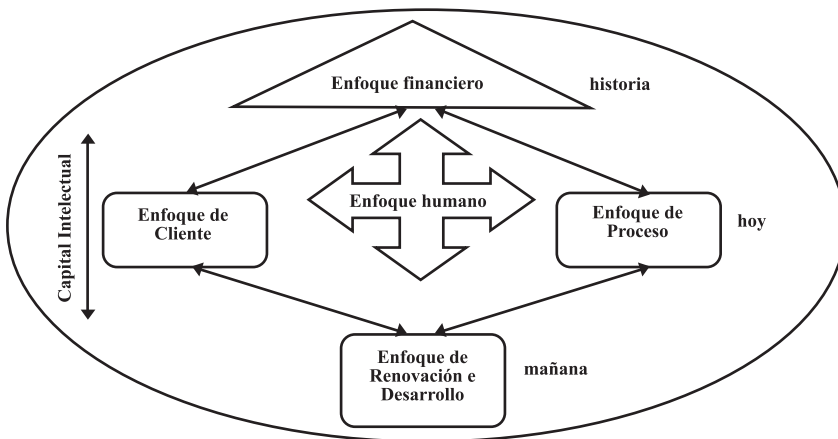 Enfoque financiero
historia
Capital Intelectual
Enfoque de
Cliente
Enfoque humano
Enfoque de
Proceso
hoy
Enfoque de
Renovación e
Desarrollo
mañana